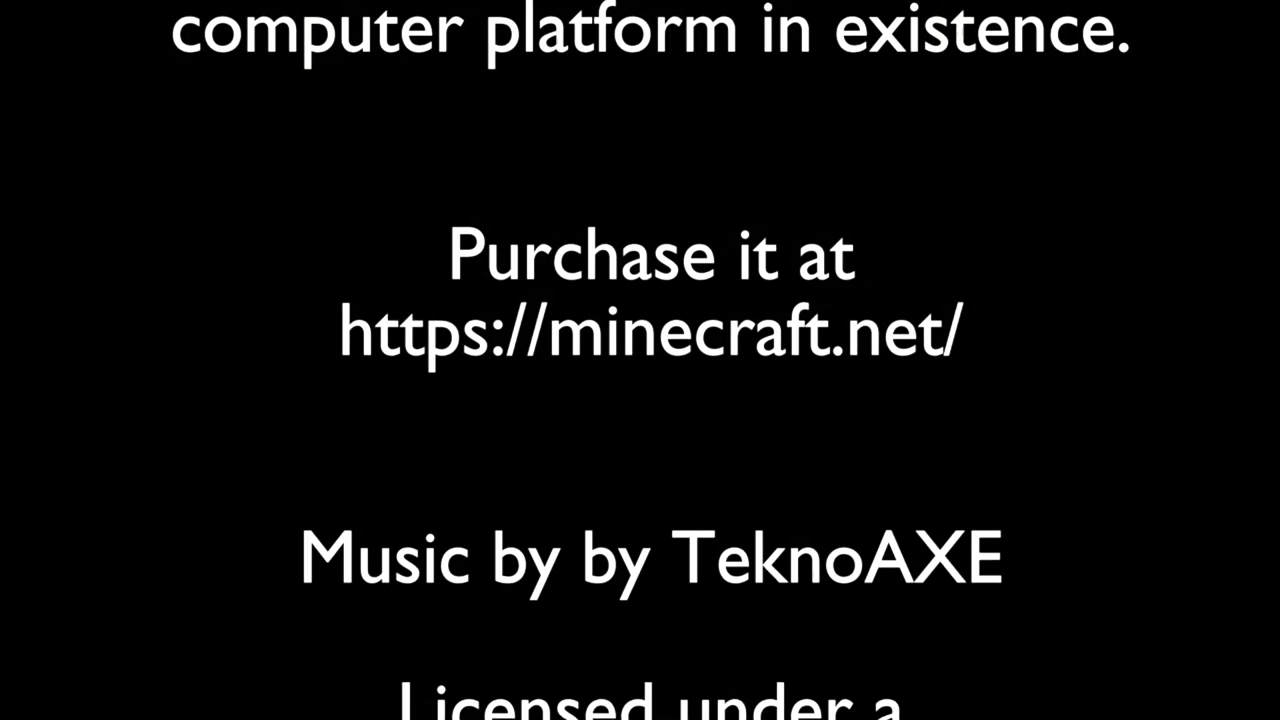 computer platform in existence.
Purchase it at
https://minecraft.net/
Music by by TeknoAXE
Licensed under a